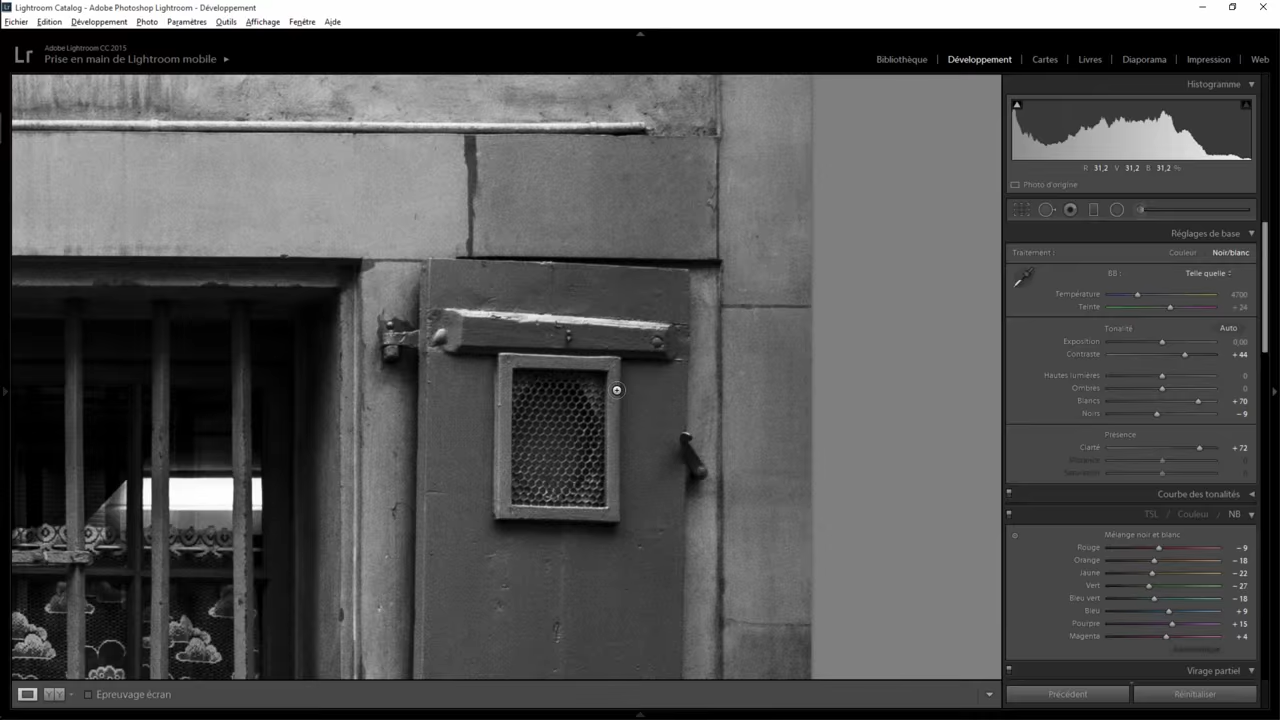 Lightroom Catalog - Adobe Photoshop Lightroom - Développement
Fichier Edition Développement Photo Paramètres Outils Affichage Fenêtre Aide
Lr
Adobe Lightroom CC 2015
Prise en main de Lightroom mobile
Bibliothèque | Développement | Cartes | Livres | Diaporama | Impression | Web
Histogramme
R 31,2 V 31,2 B 31,2 %
Photo d'origine
Réglages de base
Traitement : Couleur Noir/blanc
BB : Telle quelle
Température 4700
Teinte + 24
Tonalité Auto
Exposition 0,00
Contraste + 44
Hautes lumières 0
Ombres 0
Blancs + 70
Noirs - 9
Présence
Clarté + 72
Courbe des tonalités
TSL / Couleur / NB
Mélange noir et blanc
Rouge - 9
Orange - 18
Jaune - 22
Vert - 27
Bleu vert - 18
Bleu + 9
Pourpre + 15
Magenta + 4
Virage partiel
Epreuvage écran
Précédent
Réinitialiser